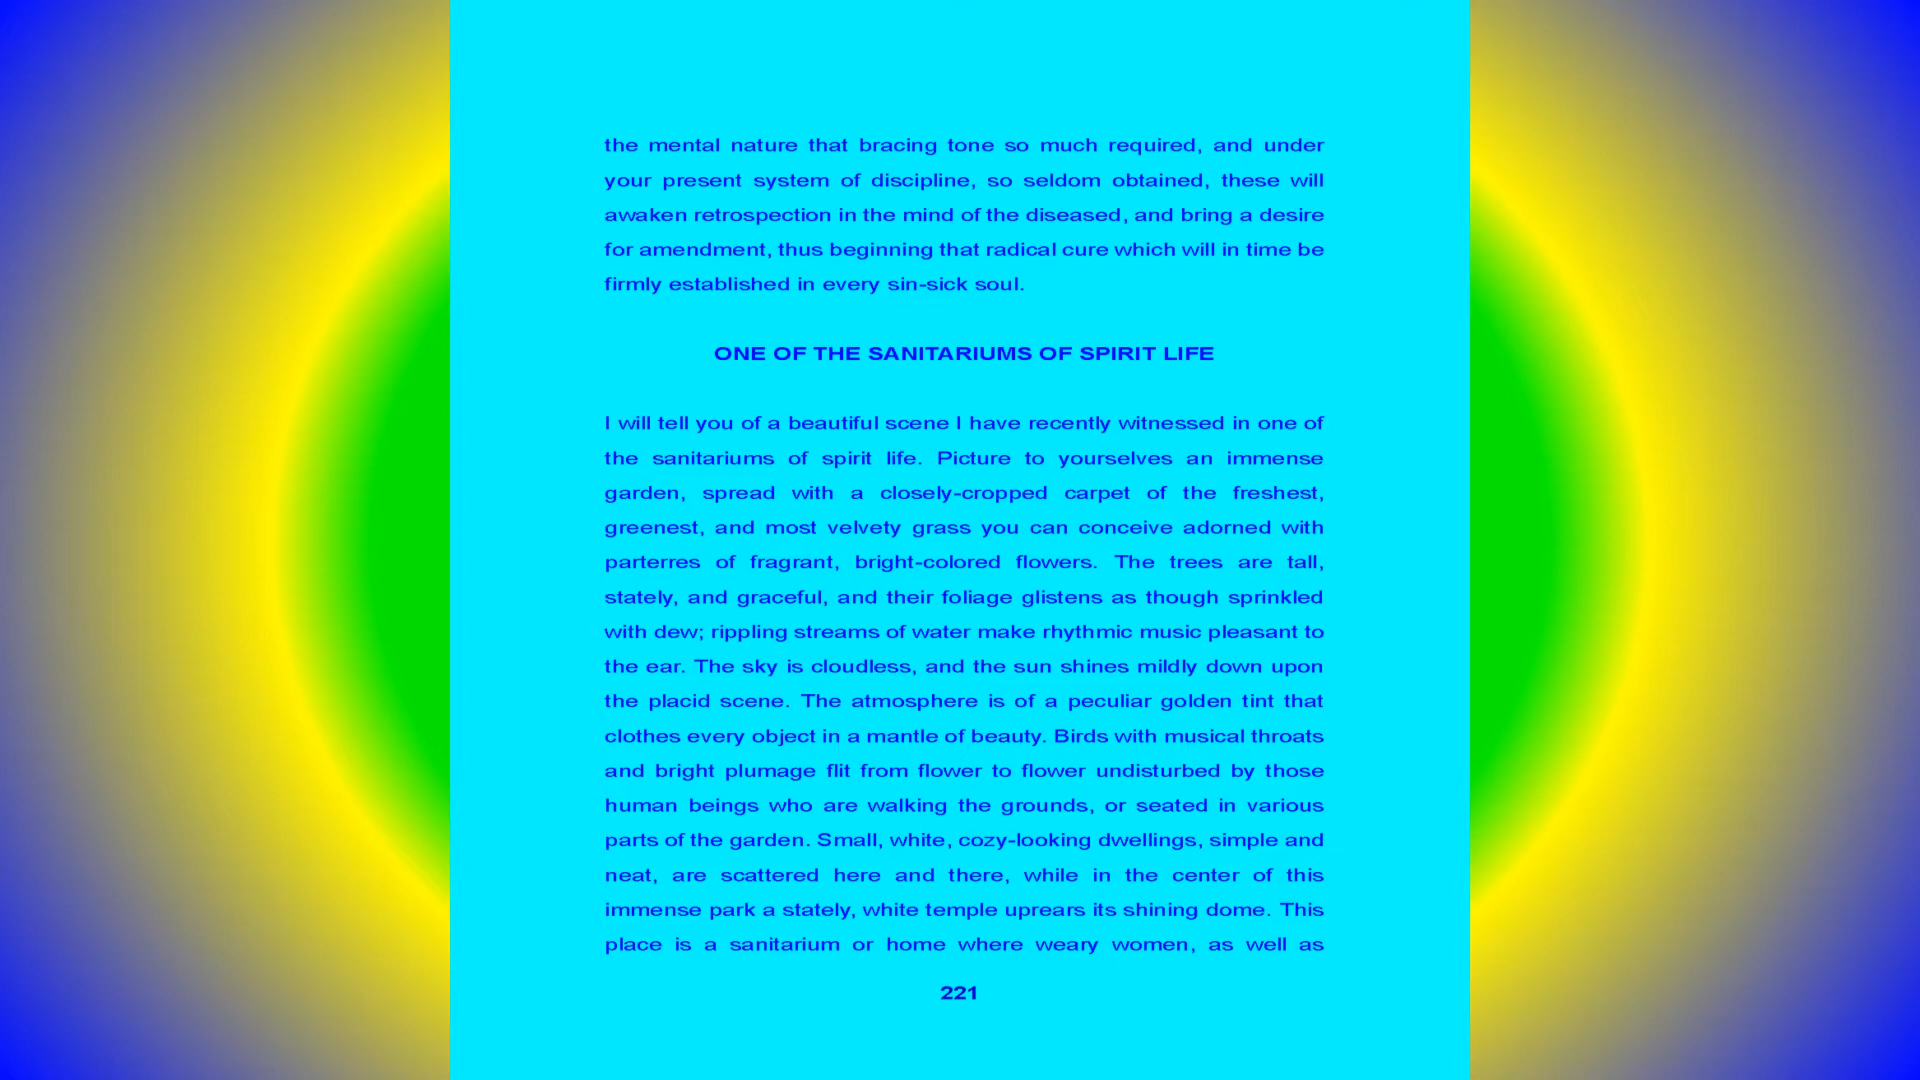 the mental nature that bracing tone so much required, and under
your present system of discipline, so seldom obtained, these will
awaken retrospection in the mind of the diseased, and bring a desire
for amendment, thus beginning that radical cure which will in time be
firmly established in every sin-sick soul.
ONE OF THE SANITARIUMS OF SPIRIT LIFE
I will tell you of a beautiful scene I have recently witnessed in one of
the sanitariums of spirit life. Picture to yourselves an immense
garden, spread with a closely-cropped carpet of the freshest,
greenest, and most velvety grass you can conceive adorned with
parterres of fragrant, bright-colored flowers. The trees are tall,
stately, and graceful, and their foliage glistens as though sprinkled
with dew; rippling streams of water make rhythmic music pleasant to
the ear. The sky is cloudless, and the sun shines mildly down upon
the placid scene. The atmosphere is of a peculiar golden tint that
clothes every object in a mantle of beauty. Birds with musical throats
and bright plumage flit from flower to flower undisturbed by those
human beings who are walking the grounds, or seated in various
parts of the garden. Small, white, cozy-looking dwellings, simple and
neat, are scattered here and there, while in the center of this
immense park a stately, white temple uprears its shining dome. This
place is a sanitarium or home where weary women, as well as
221